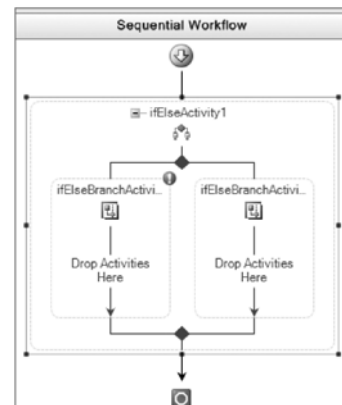 Sequential Workflow
ifElseActivity1
ifElseBranchActivi...
ifElseBranchActivi...
Drop Activities
Here
Drop Activities
Here